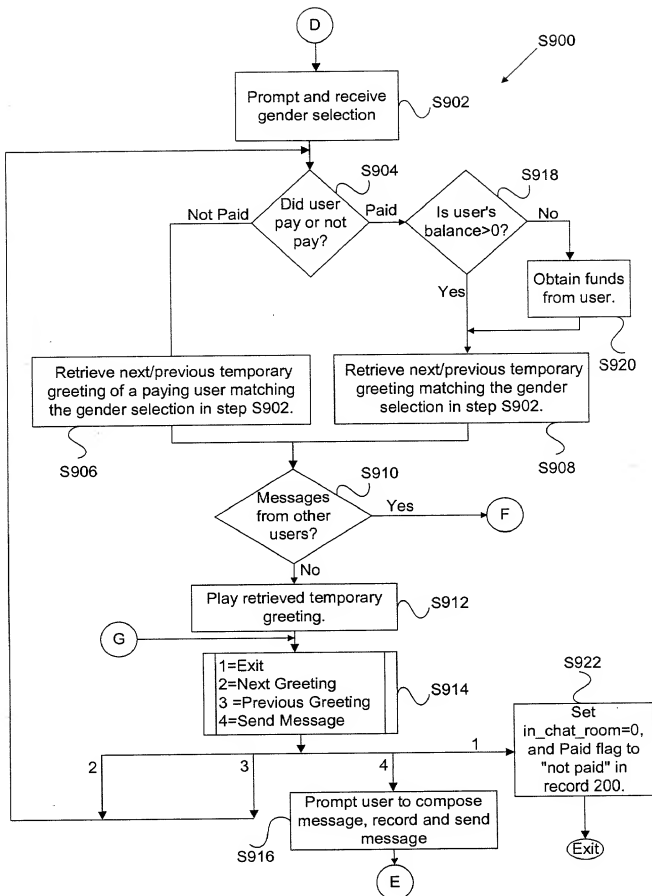 D
S900
Prompt and receive
gender selection
S902
S904
Did user
pay or not
pay?
Not Paid
Paid
S918
Is user's
balance>0?
No
Yes
Obtain funds
from user.
S920
Retrieve next/previous temporary
greeting of a paying user matching
the gender selection in step S902.
S906
Retrieve next/previous temporary
greeting matching the gender
selection in step S902.
S908
S910
Messages
from other
users?
Yes
F
No
Play retrieved temporary
greeting.
S912
G
1=Exit
2=Next Greeting
3 =Previous Greeting
4=Send Message
S914
S922
Set
in_chat_room=0,
and Paid flag to
"not paid" in
record 200.
1
2
3
4
Prompt user to compose
message, record and send
message
S916
Exit
E